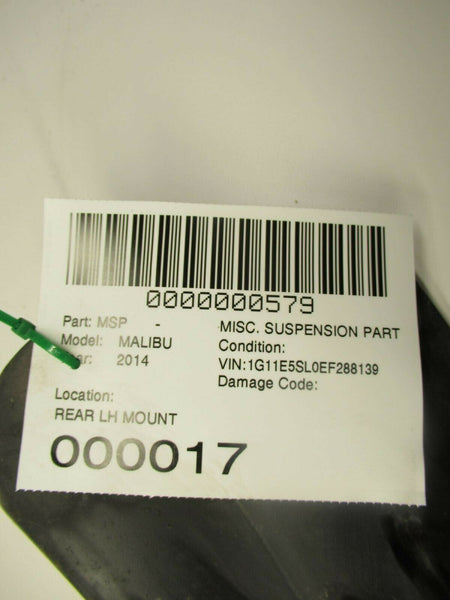 0000000579
Part: MSP -
MISC. SUSPENSION PART
Model: MALIBU
Condition:
ar: 2014
VIN:1G11E5SL0EF288139
Damage Code:
Location:
REAR LH MOUNT
000017